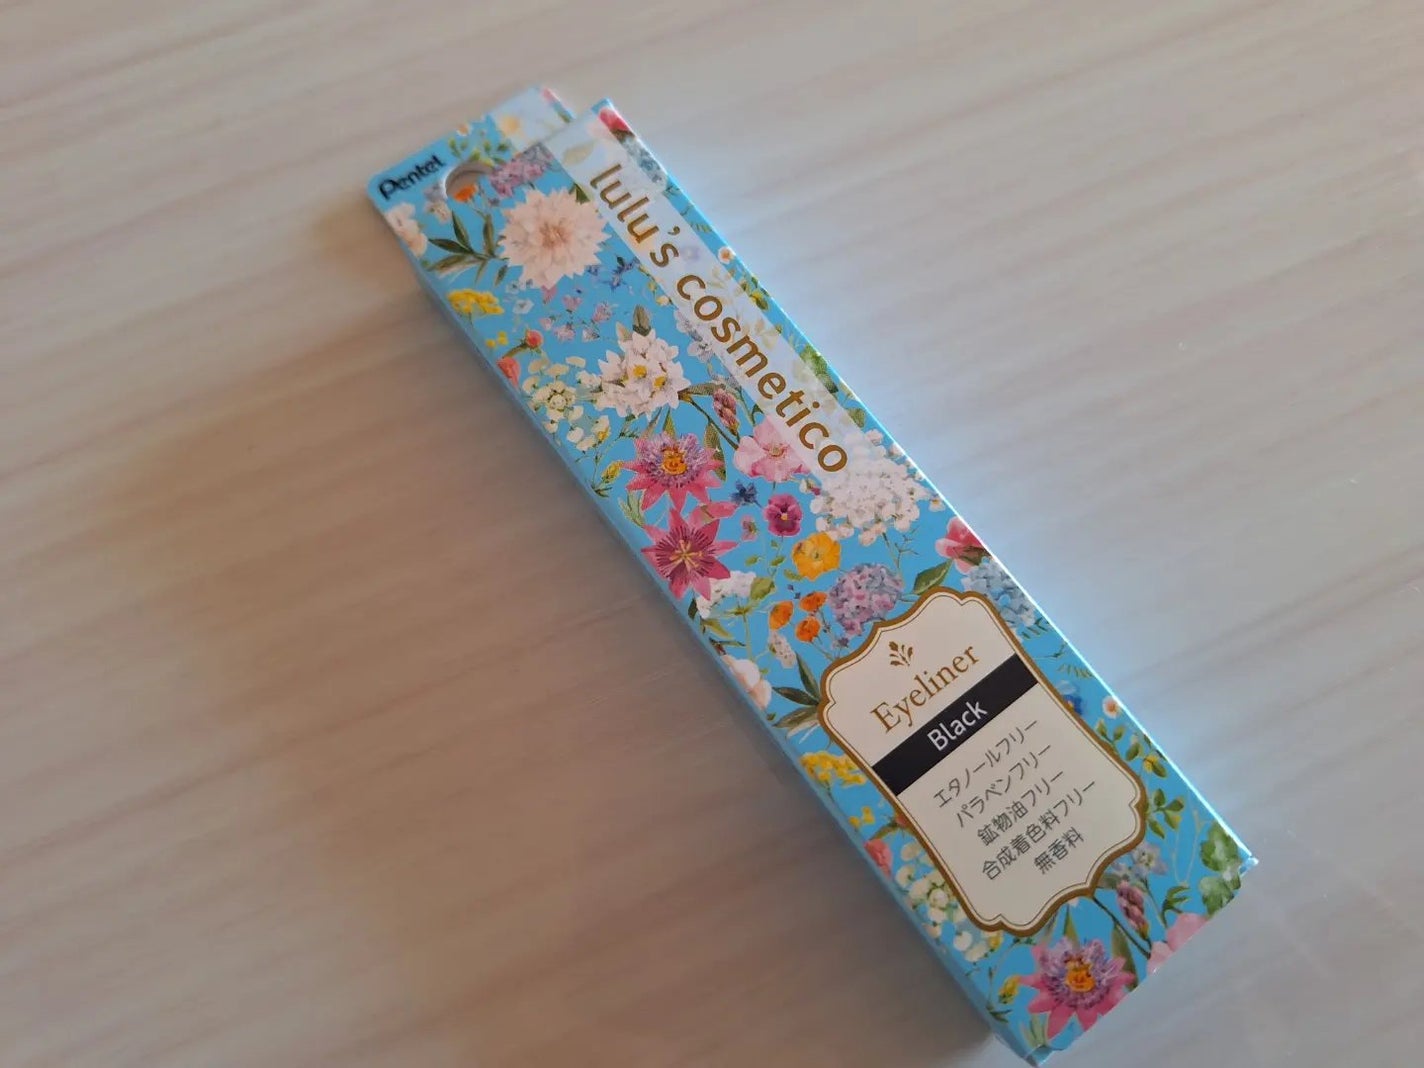 Pentel
lulu's cosmetico
Eyeliner
Black
エタノールフリー
パラベンフリー
鉱物油フリー
合成着色料フリー
無香料